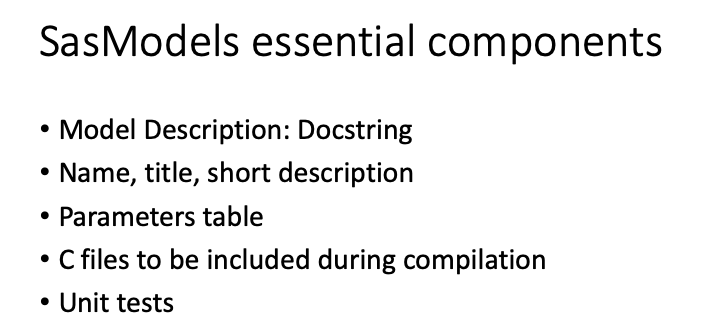 SasModels essential components
• Model Description: Docstring
• Name, title, short description
• Parameters table
• C files to be included during compilation
• Unit tests